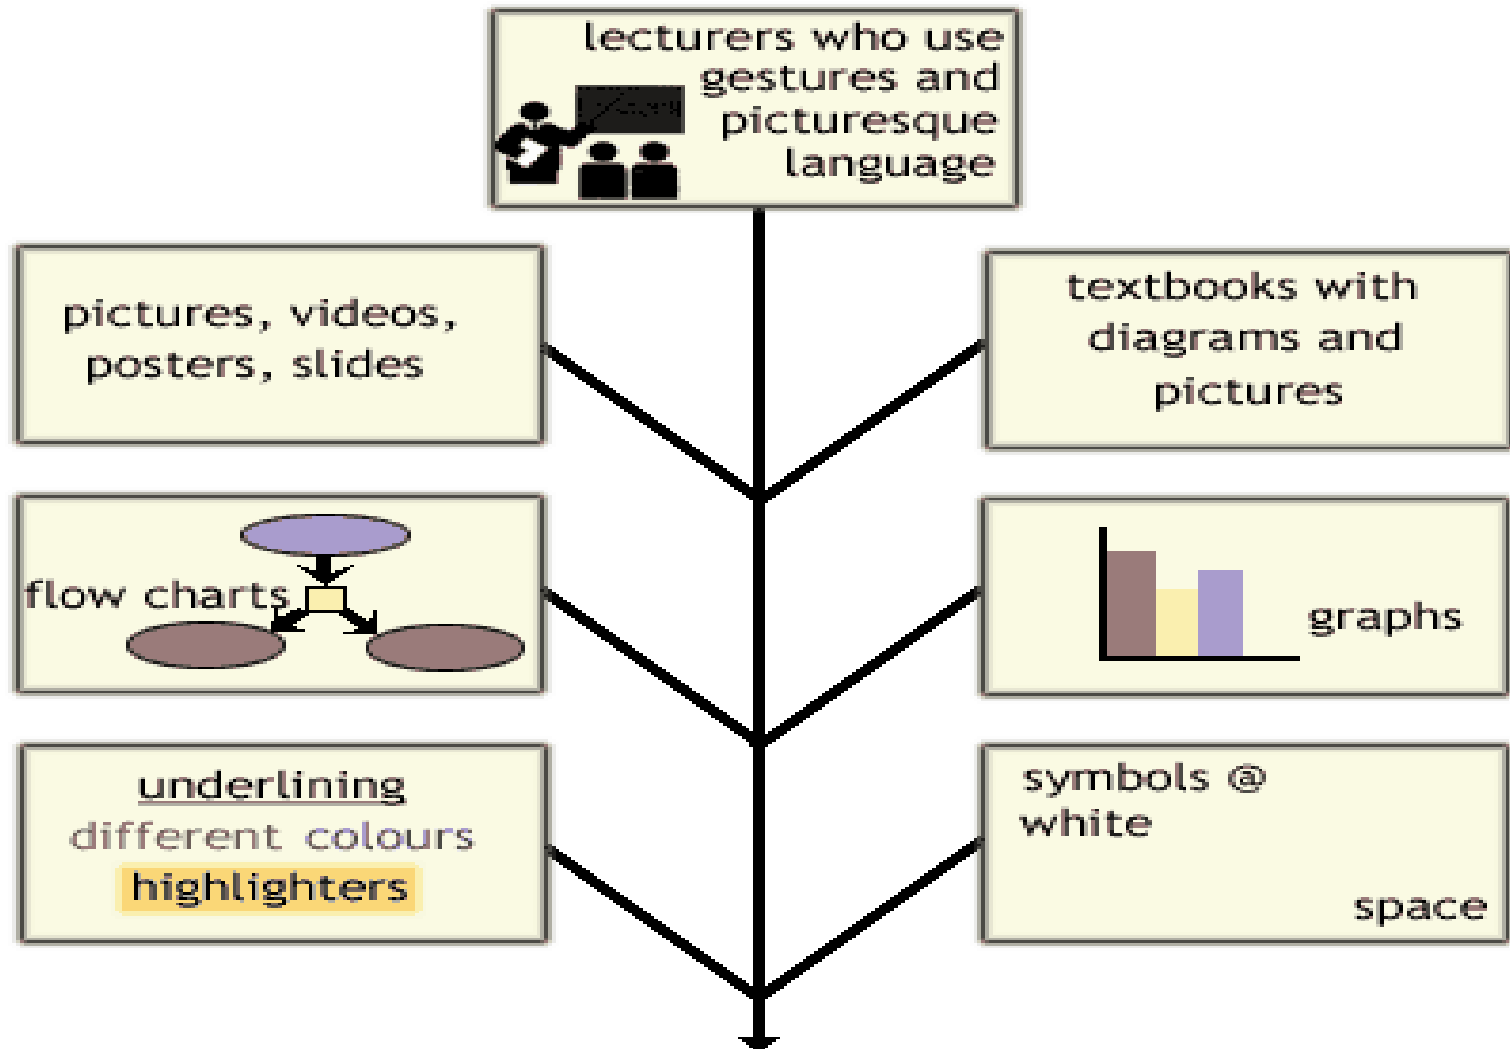 lecturers who use
gestures and
picturesque
language
pictures, videos,
posters, slides
textbooks with
diagrams and
pictures
flow charts
graphs
underlining
different colours
highlighters
symbols @
white
space